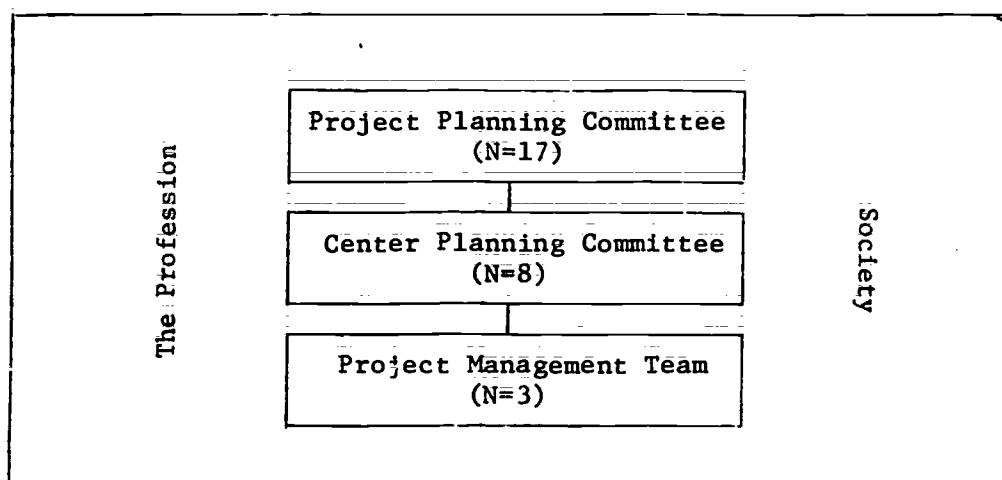 Project Planning Committee
(N=17)
The Profession
Center Planning Committee
(N=8)
Society
Project Management Team
(N=3)